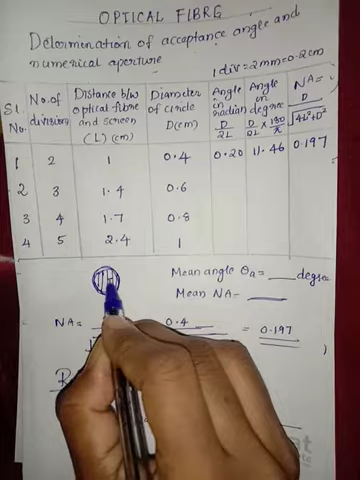 OPTICAL FIBRE
Determination of acceptance angle and
numerical aperture
1 div = 2mm = 0.2cm
Sl. No. No. of divisions Distance b/w optical fibre and screen (L) (cm) Diameter of circle D(cm) Angle in radian D/2L Angle in degree D/2L × 180/π NA = D/√4L²+D²
1 2 1 0.4 0.20 11.46 0.197
2 3 1.4 0.6
3 4 1.7 0.8
4 5 2.4 1
Mean angle θa = ___ degree
Mean NA = ___
NA = 0.4 = 0.197